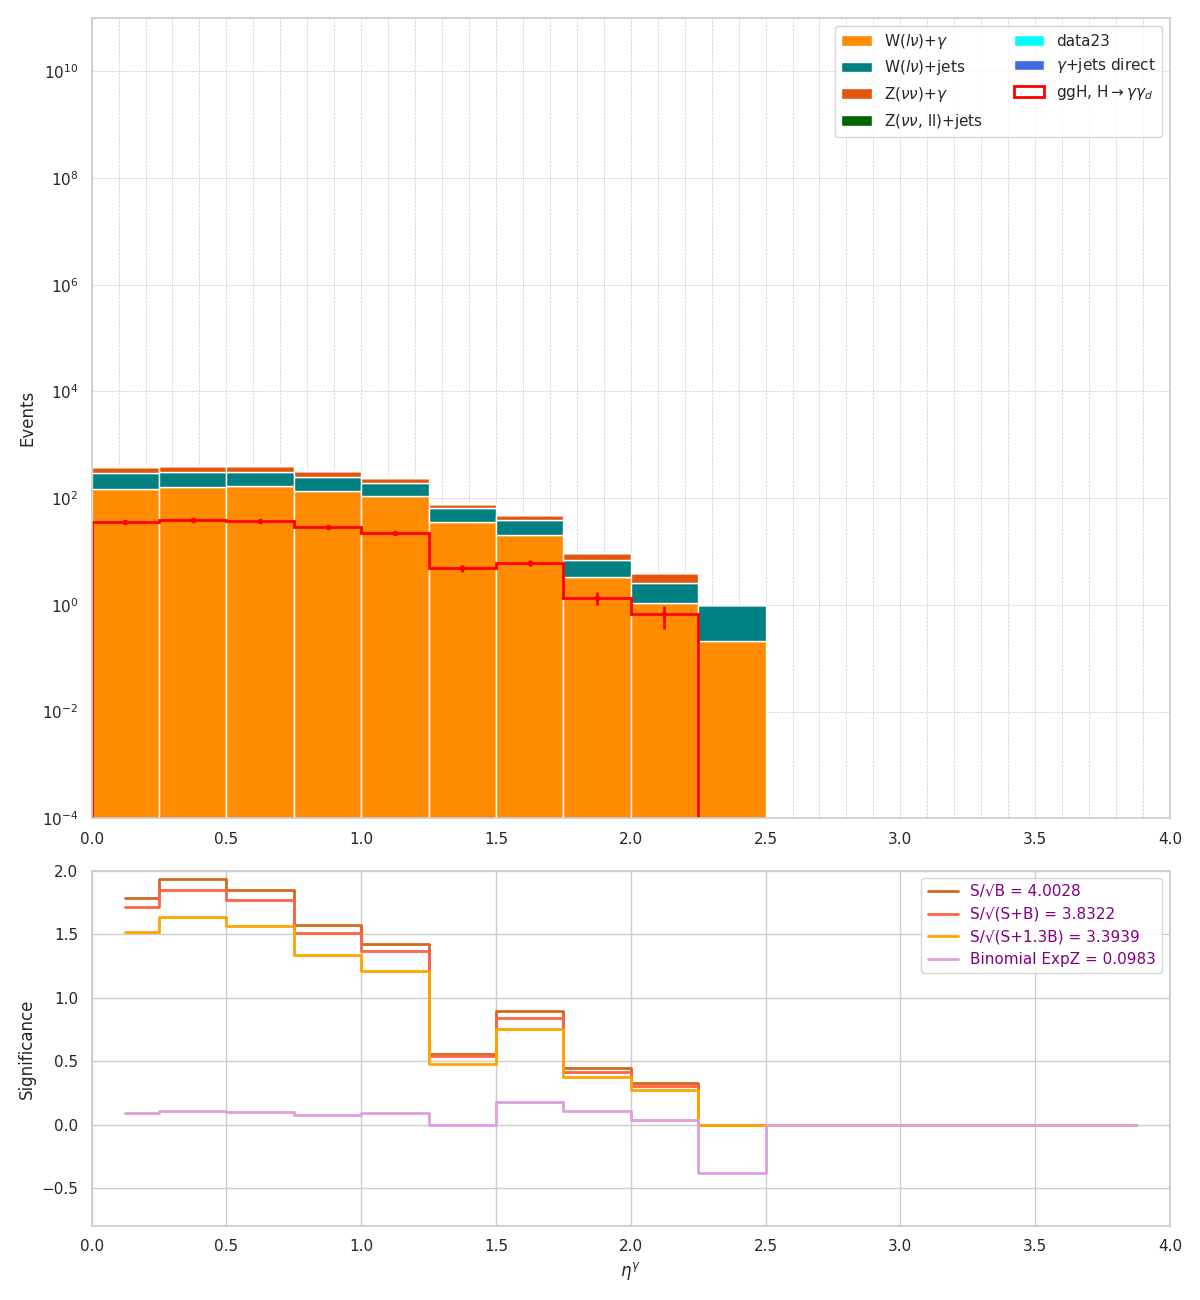 W(lν)+γ
W(lν)+jets
Z(νν)+γ
Z(νν, ll)+jets
data23
γ+jets direct
ggH, H→γγ_d
Events
10^10
10^8
10^6
10^4
10^2
10^0
10^−2
10^−4
0.0 0.5 1.0 1.5 2.0 2.5 3.0 3.5 4.0
S/√B = 4.0028
S/√(S+B) = 3.8322
S/√(S+1.3B) = 3.3939
Binomial ExpZ = 0.0983
Significance
2.0
1.5
1.0
0.5
0.0
−0.5
0.0 0.5 1.0 1.5 2.0 2.5 3.0 3.5 4.0
η^γ